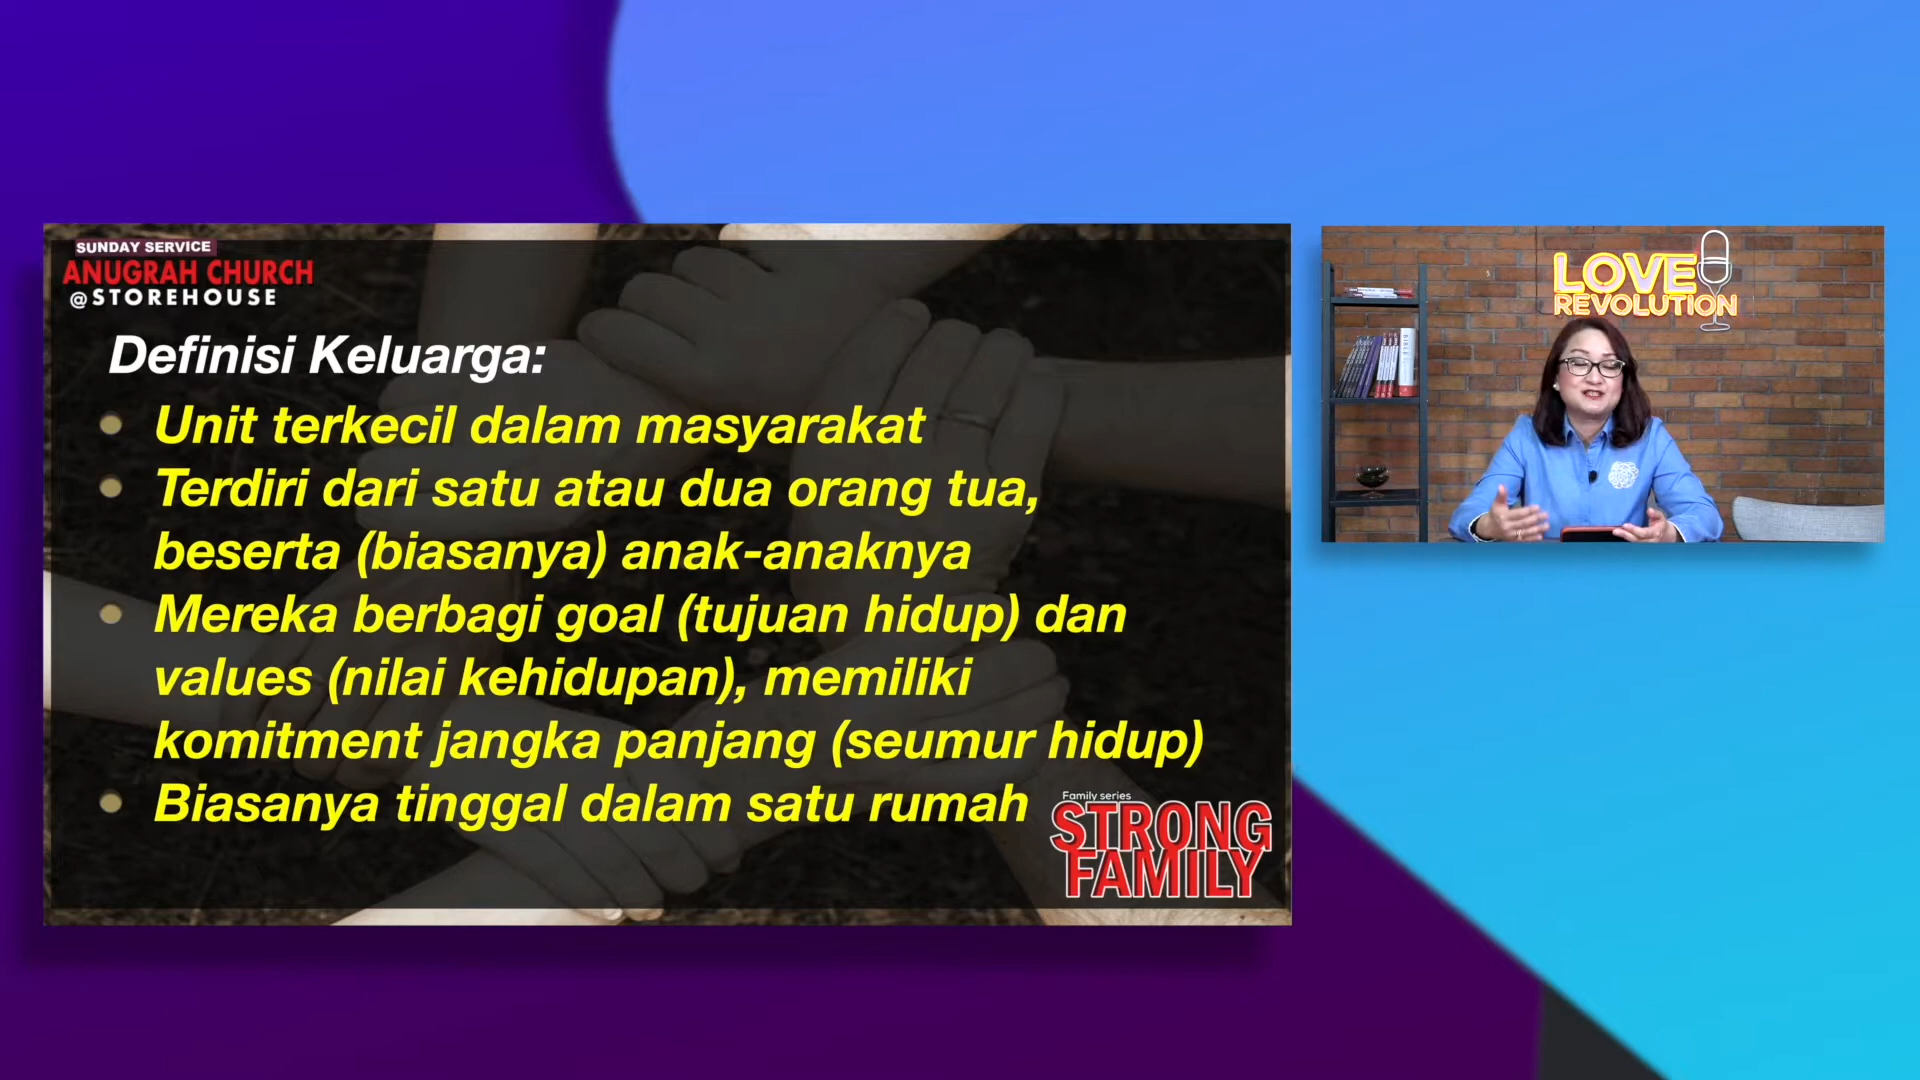 SUNDAY SERVICE
ANUGRAH CHURCH
@STOREHOUSE
Definisi Keluarga:
• Unit terkecil dalam masyarakat
• Terdiri dari satu atau dua orang tua,
beserta (biasanya) anak-anaknya
• Mereka berbagi goal (tujuan hidup) dan
values (nilai kehidupan), memiliki
komitment jangka panjang (seumur hidup)
• Biasanya tinggal dalam satu rumah
Family series
STRONG
FAMILY
LOVE
REVOLUTION
BIBLE